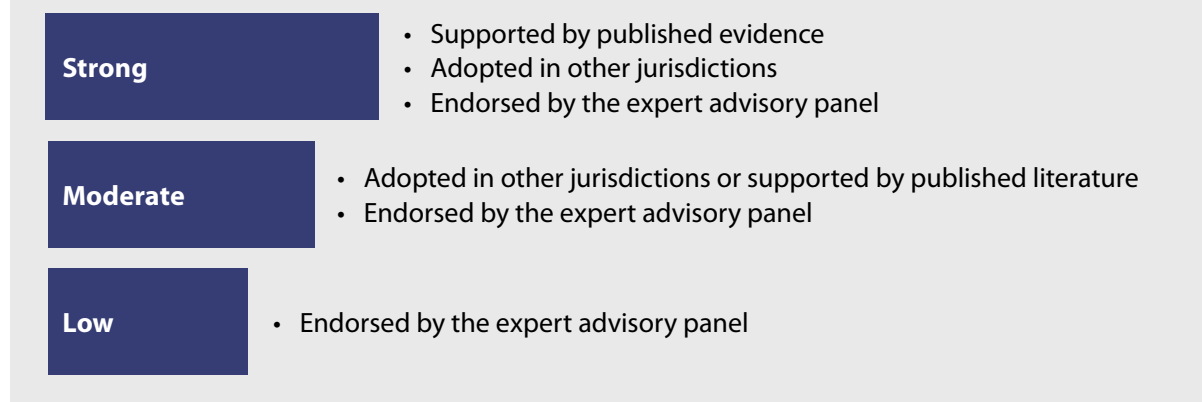 Strong
• Supported by published evidence
• Adopted in other jurisdictions
• Endorsed by the expert advisory panel
Moderate
• Adopted in other jurisdictions or supported by published literature
• Endorsed by the expert advisory panel
Low
• Endorsed by the expert advisory panel